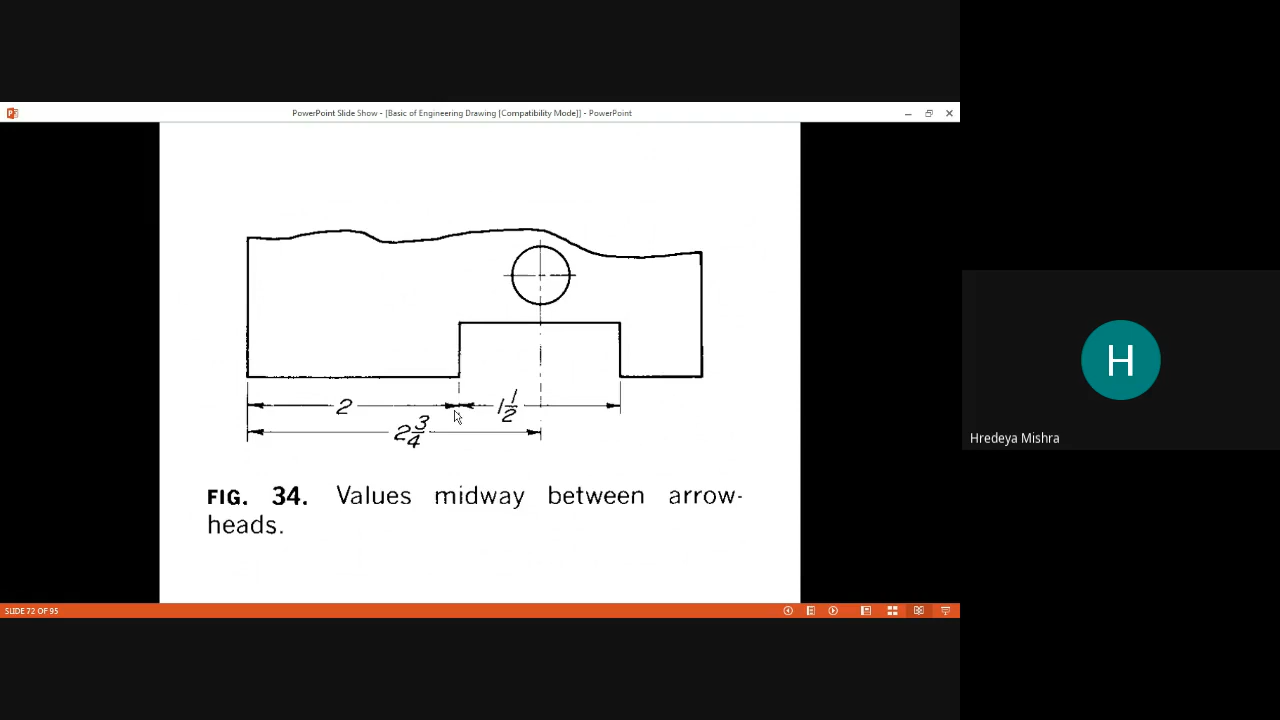 PowerPoint Slide Show - [Basic of Engineering Drawing [Compatibility Mode]] - PowerPoint
2
1 1/2
2 3/4
FIG. 34. Values midway between arrow-
heads.
H
Hredeya Mishra
SLIDE 72 OF 95